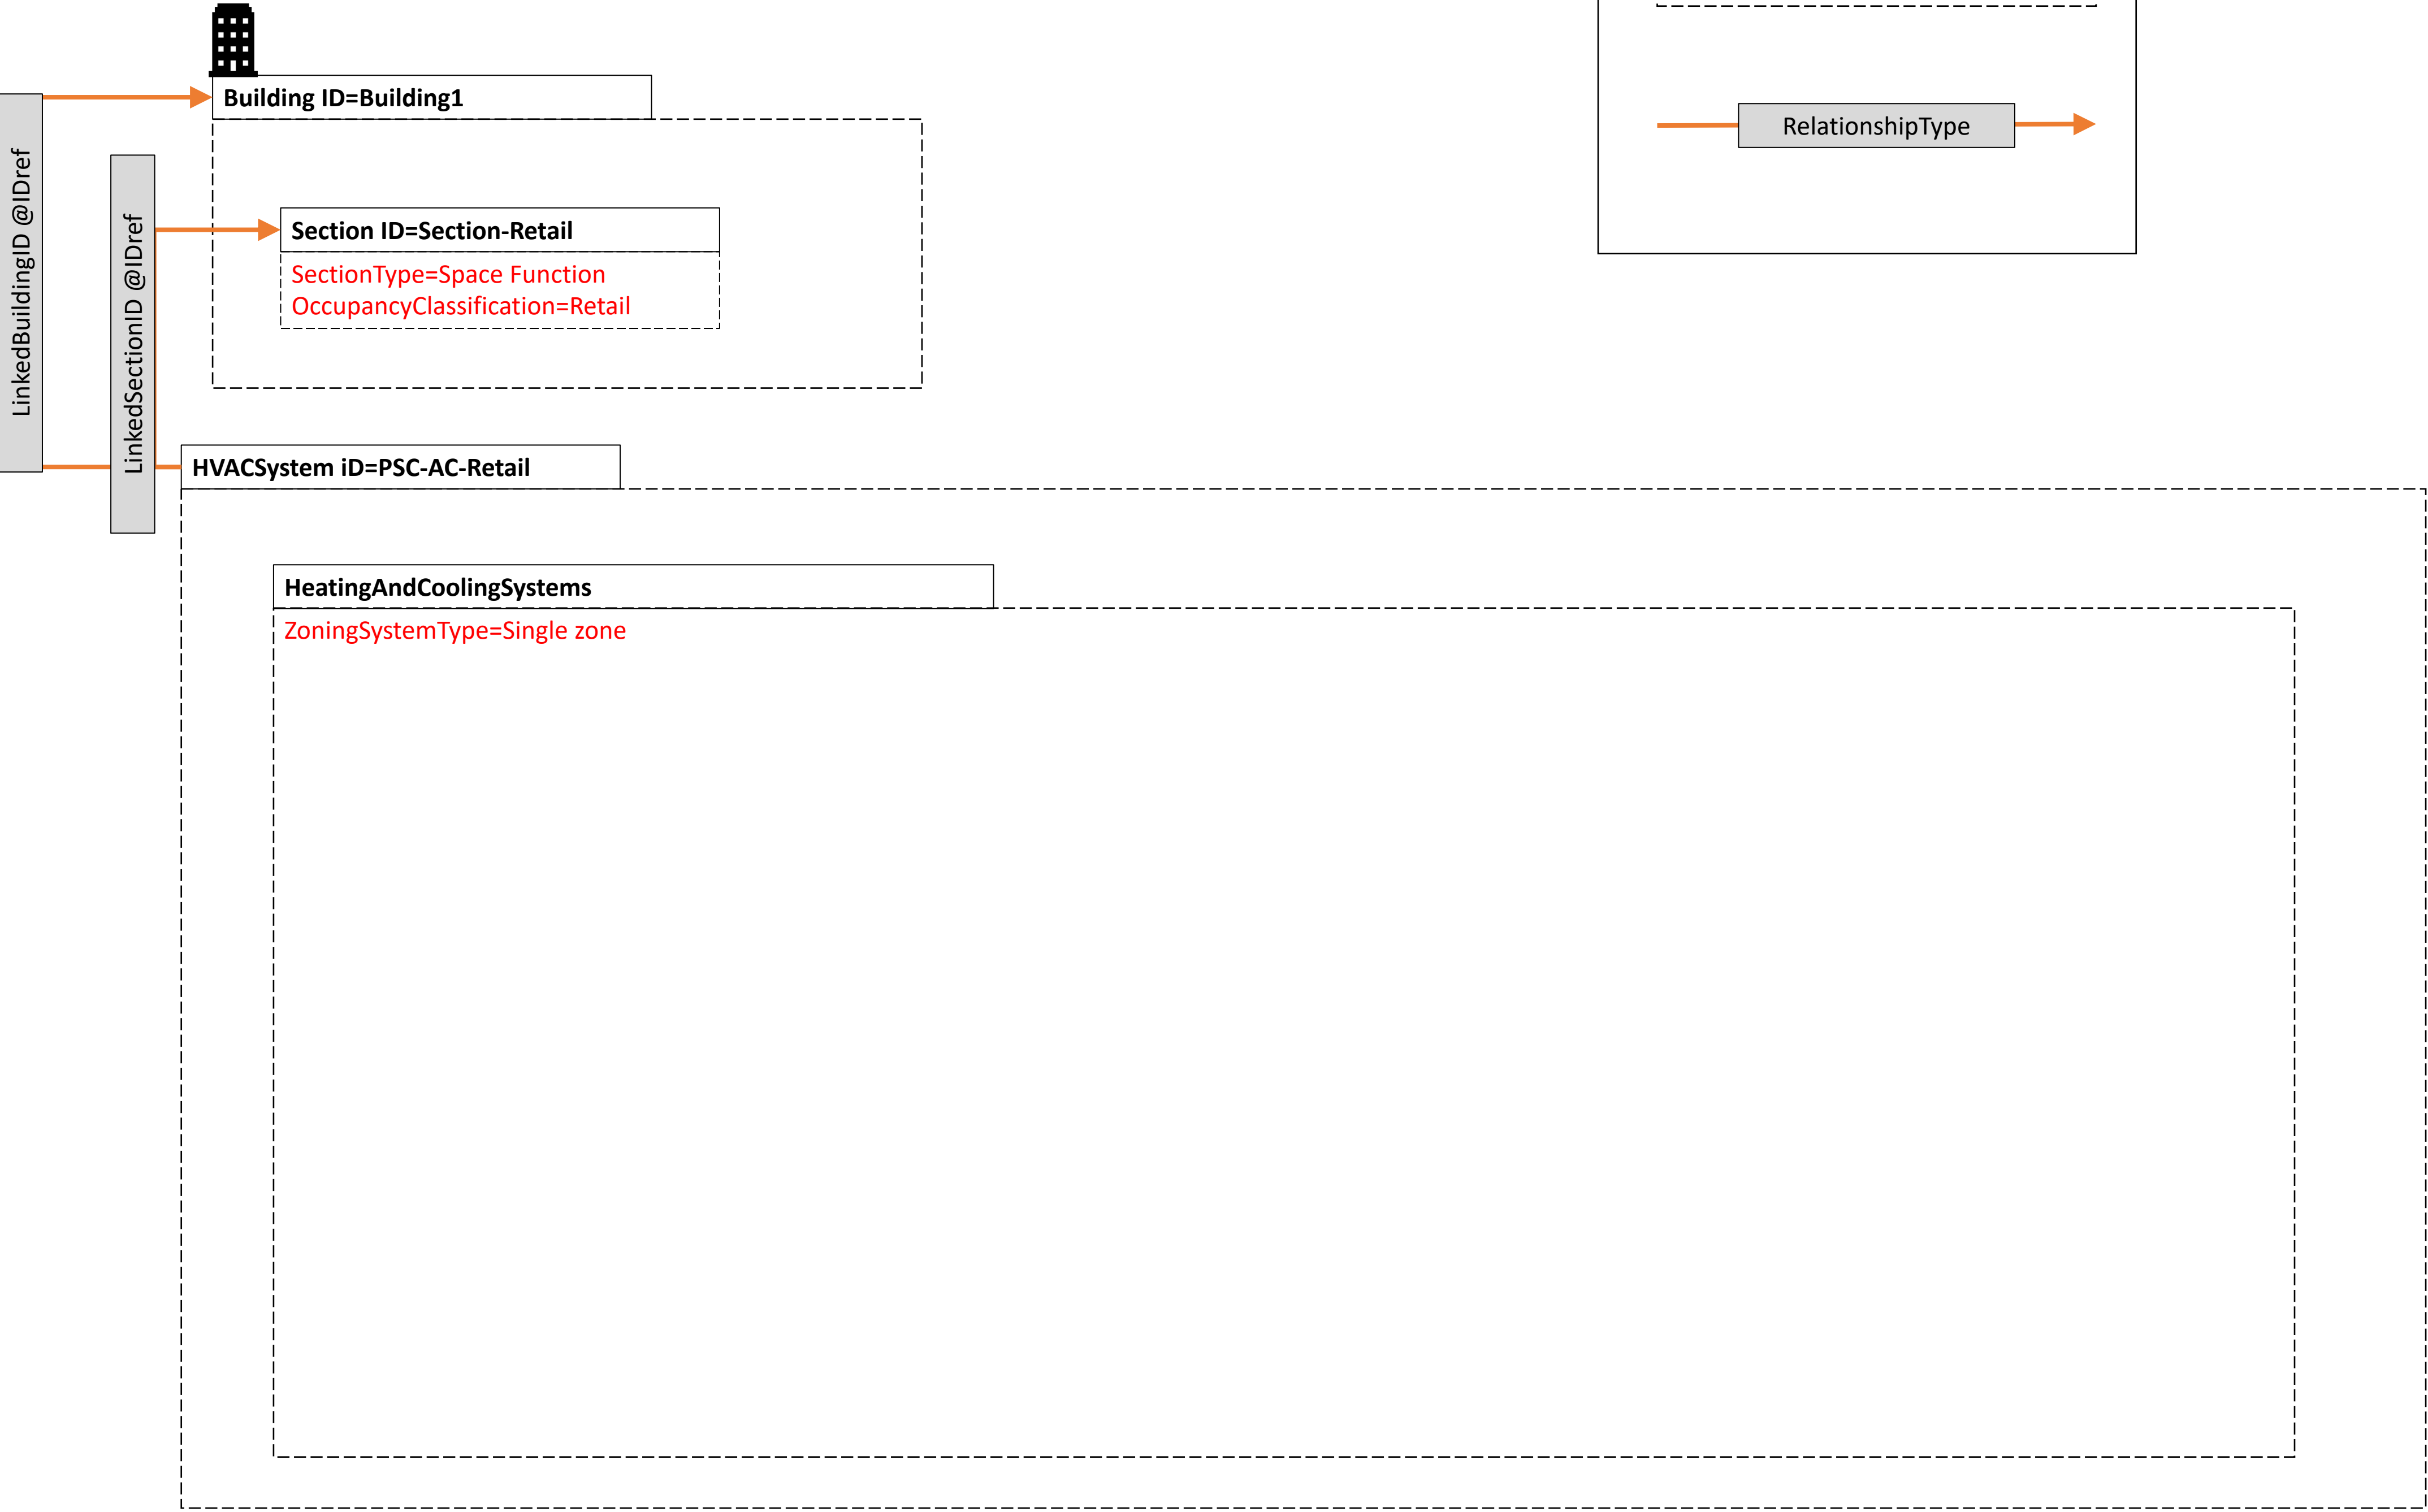 Building ID=Building1
RelationshipType
LinkedBuildingID @IDref
LinkedSectionID @IDref
Section ID=Section-Retail
SectionType=Space Function
OccupancyClassification=Retail
HVACSystem iD=PSC-AC-Retail
HeatingAndCoolingSystems
ZoningSystemType=Single zone